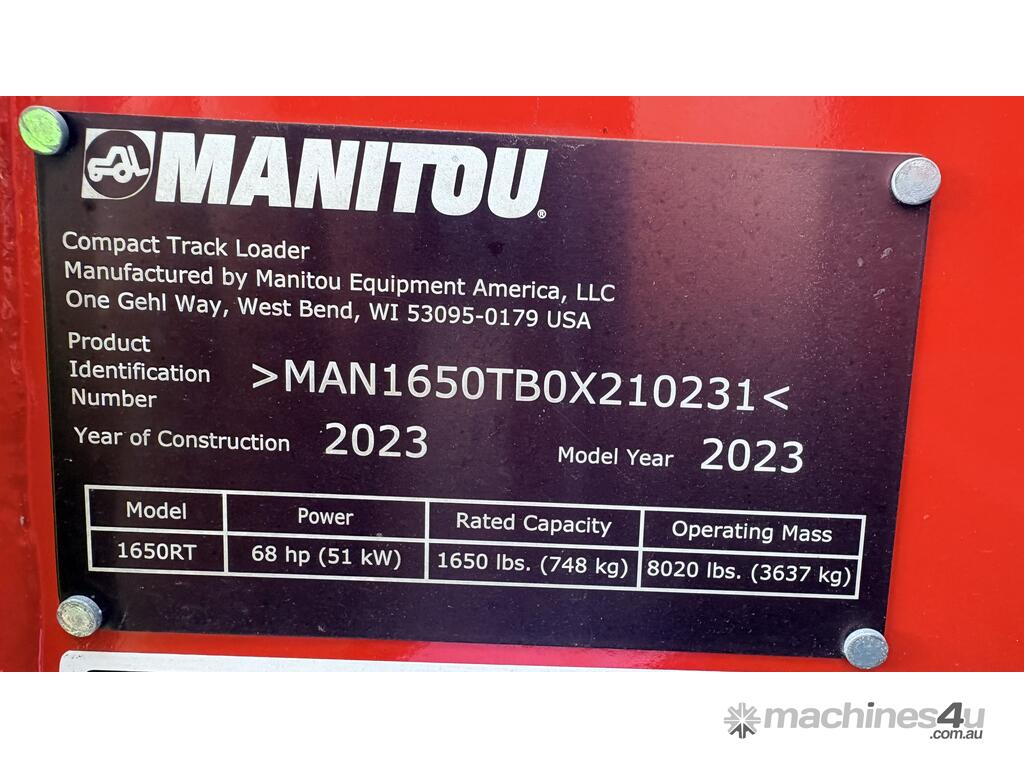 MANITOU®
Compact Track Loader
Manufactured by Manitou Equipment America, LLC
One Gehl Way, West Bend, WI 53095-0179 USA
Product
Identification
Number
>MAN1650TB0X210231<
Year of Construction 2023 Model Year 2023
Model Power Rated Capacity Operating Mass
1650RT 68 hp (51 kW) 1650 lbs. (748 kg) 8020 lbs. (3637 kg)
machines4u
.com.au